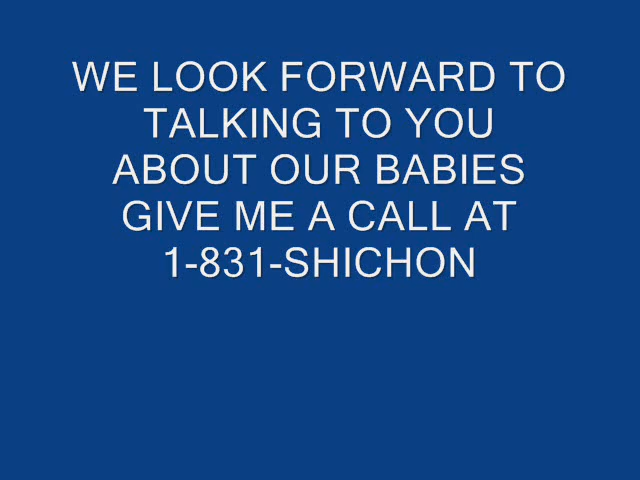 WE LOOK FORWARD TO
TALKING TO YOU
ABOUT OUR BABIES
GIVE ME A CALL AT
1-831-SHICHON